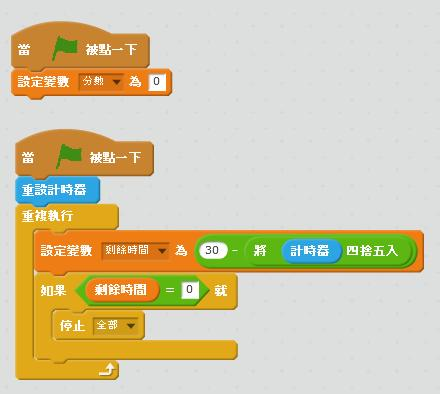 當 被點一下
設定變數 分數 為 0
當 被點一下
重設計時器
重複執行
設定變數 剩餘時間 為 30 - 將 計時器 四捨五入
如果 剩餘時間 = 0 就
停止 全部